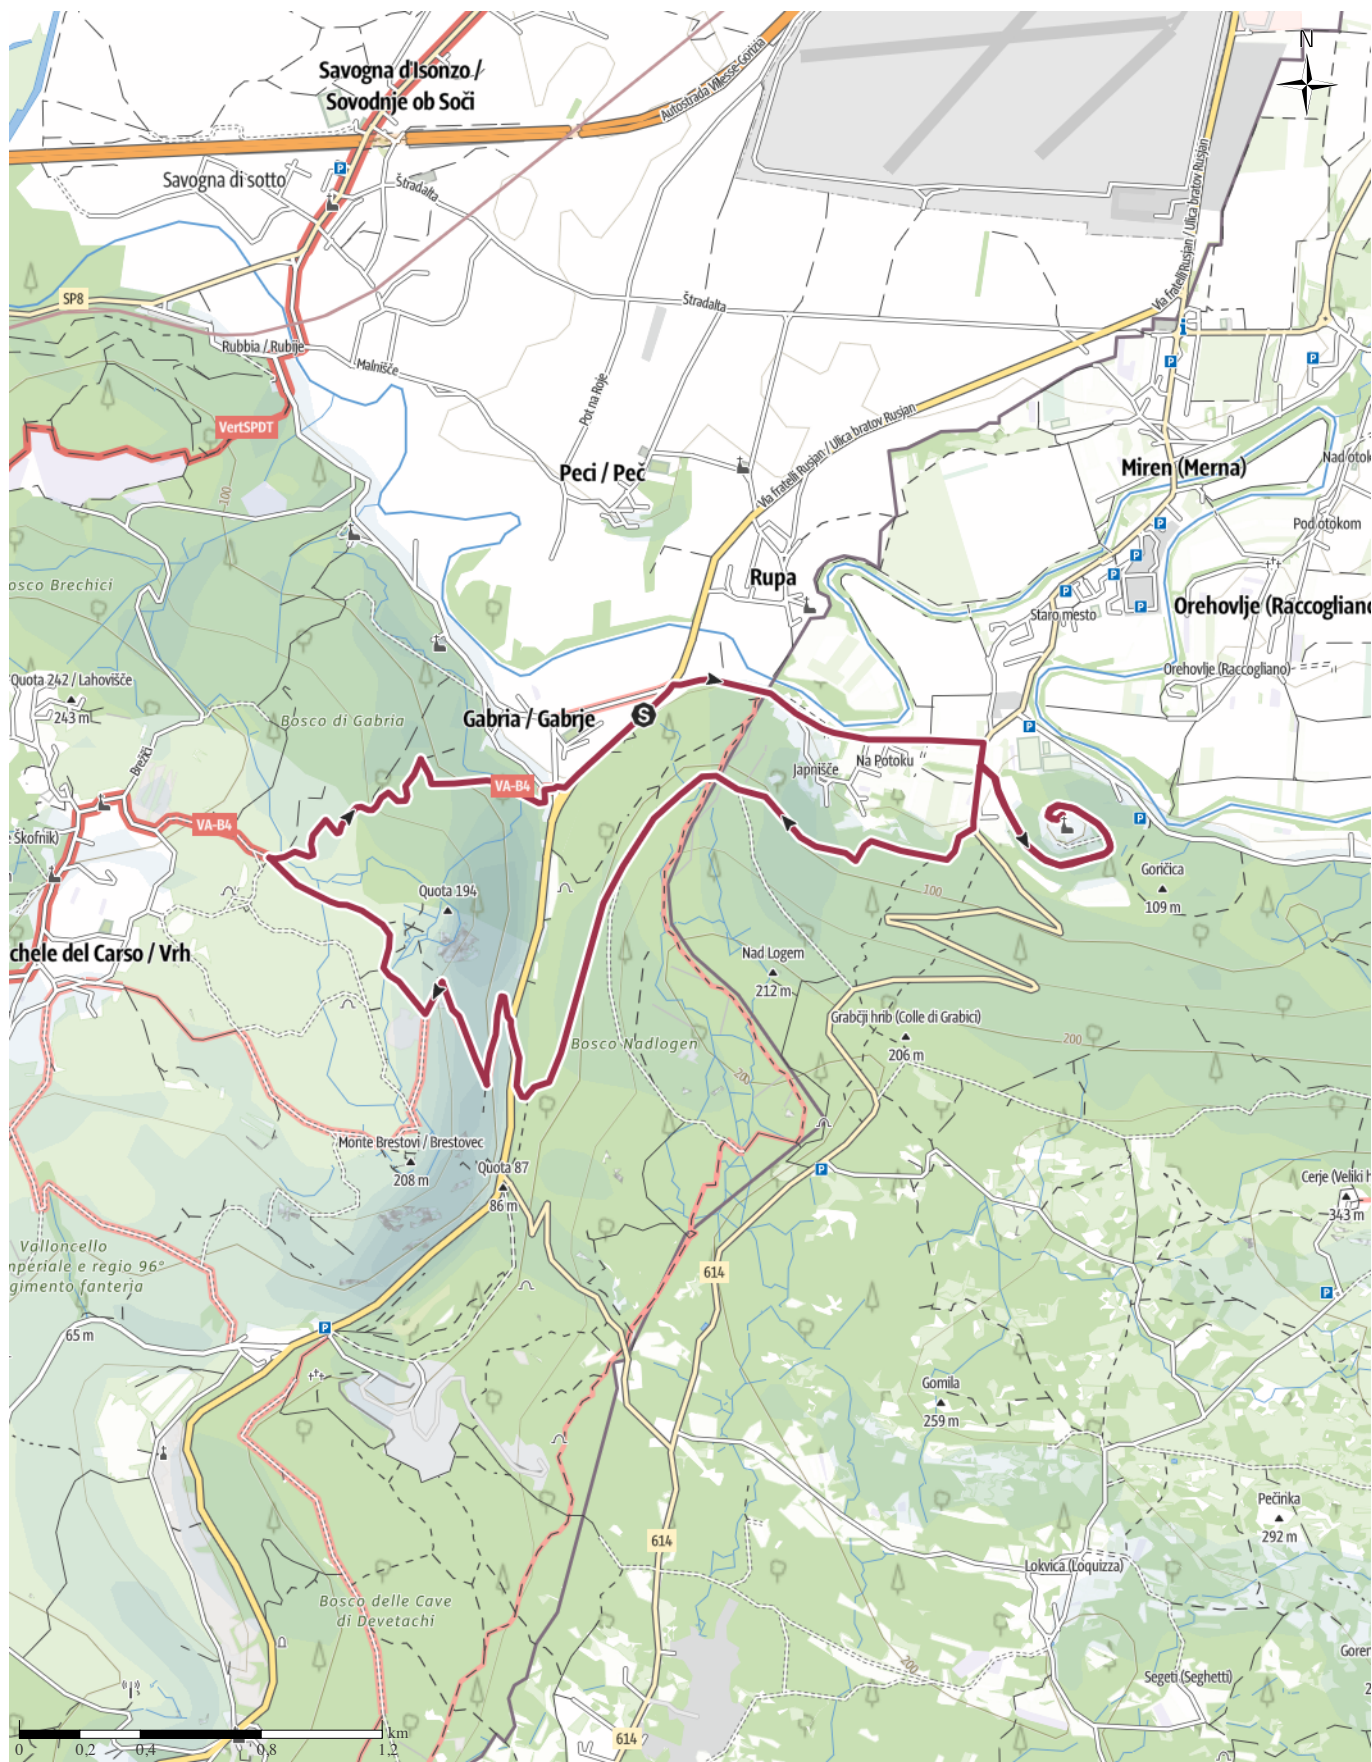 N
Savogna d'Isonzo /
Sovodnje ob Soči
Autostrada Villesse-Gorizia
Savogna di sotto
P
Štradalta
Via fratelli Rusjan / Ulica bratov Rusjan
SP8
Štradalta
Rubbia / Rubije
Malnišče
i
P
P
Pot na Roje
VertSPDT
Via fratelli Rusjan / Ulica bratov Rusjan
100
Peci / Peč
Miren (Merna)
Nad otok
Pod otokom
P
P
P
P
P
osco Brechici
Rupa
Orehovlje (Raccogliano
Staro mesto
Orehovlje (Raccogliano)
Quota 242 / Lahovišče
243 m
Bosco di Gabria
Gabria / Gabrje
S
P
Brežiči
Japnišče
Na Potoku
VA-B4
VA-B4
P
e Škofnik)
Quota 194
100
Goričica
109 m
chele del Carso / Vrh
Nad Logem
212 m
Grabčji hrib (Colle di Grabici)
206 m
200
Bosco Nadlogen
200
Monte Brestovi / Brestovec
208 m
Quota 87
86 m
P
Cerje (Veliki h
343 m
Valloncello
mperiale e regio 96°
gimento fanteria
614
P
65 m
P
Gomila
259 m
Pečinka
292 m
614
Lokvica (Loquizza)
Bosco delle Cave
di Devetachi
Gorer
200
Segeti (Seghetti)
2
614
km
0 0,2 0,4 0,8 1,2